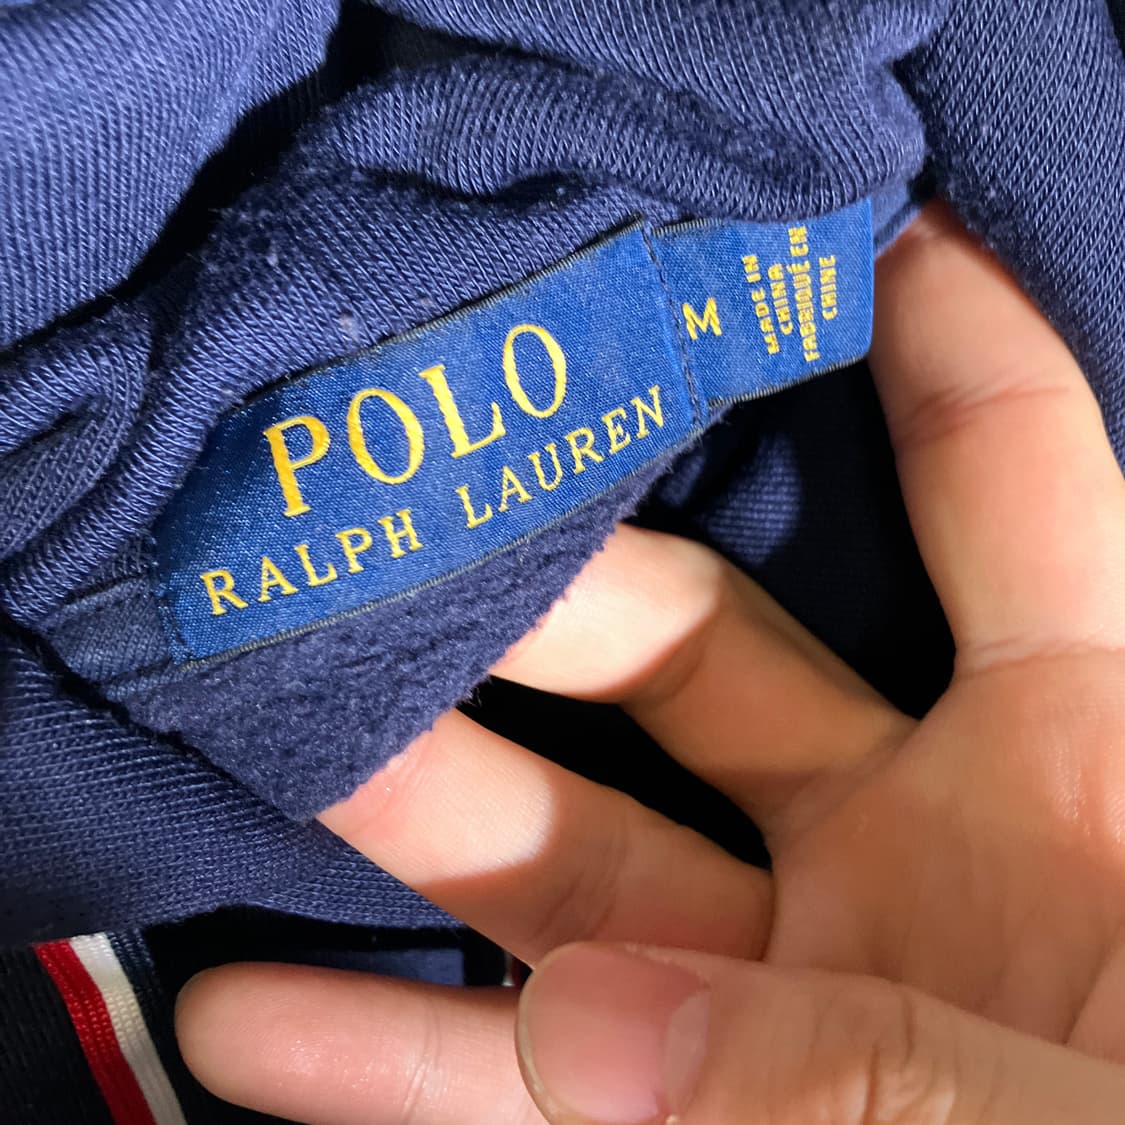 POLO
RALPH LAUREN
M
MADE IN
CHINA
FABRIQUÉ EN
CHINE